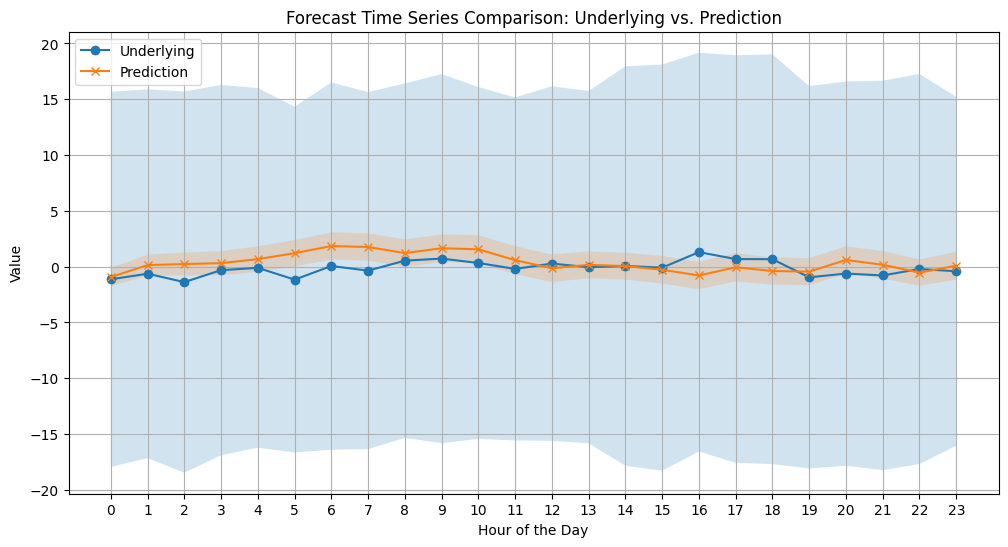 Forecast Time Series Comparison: Underlying vs. Prediction
Underlying
Prediction
20
15
10
5
0
−5
−10
−15
−20
Value
0 1 2 3 4 5 6 7 8 9 10 11 12 13 14 15 16 17 18 19 20 21 22 23
Hour of the Day